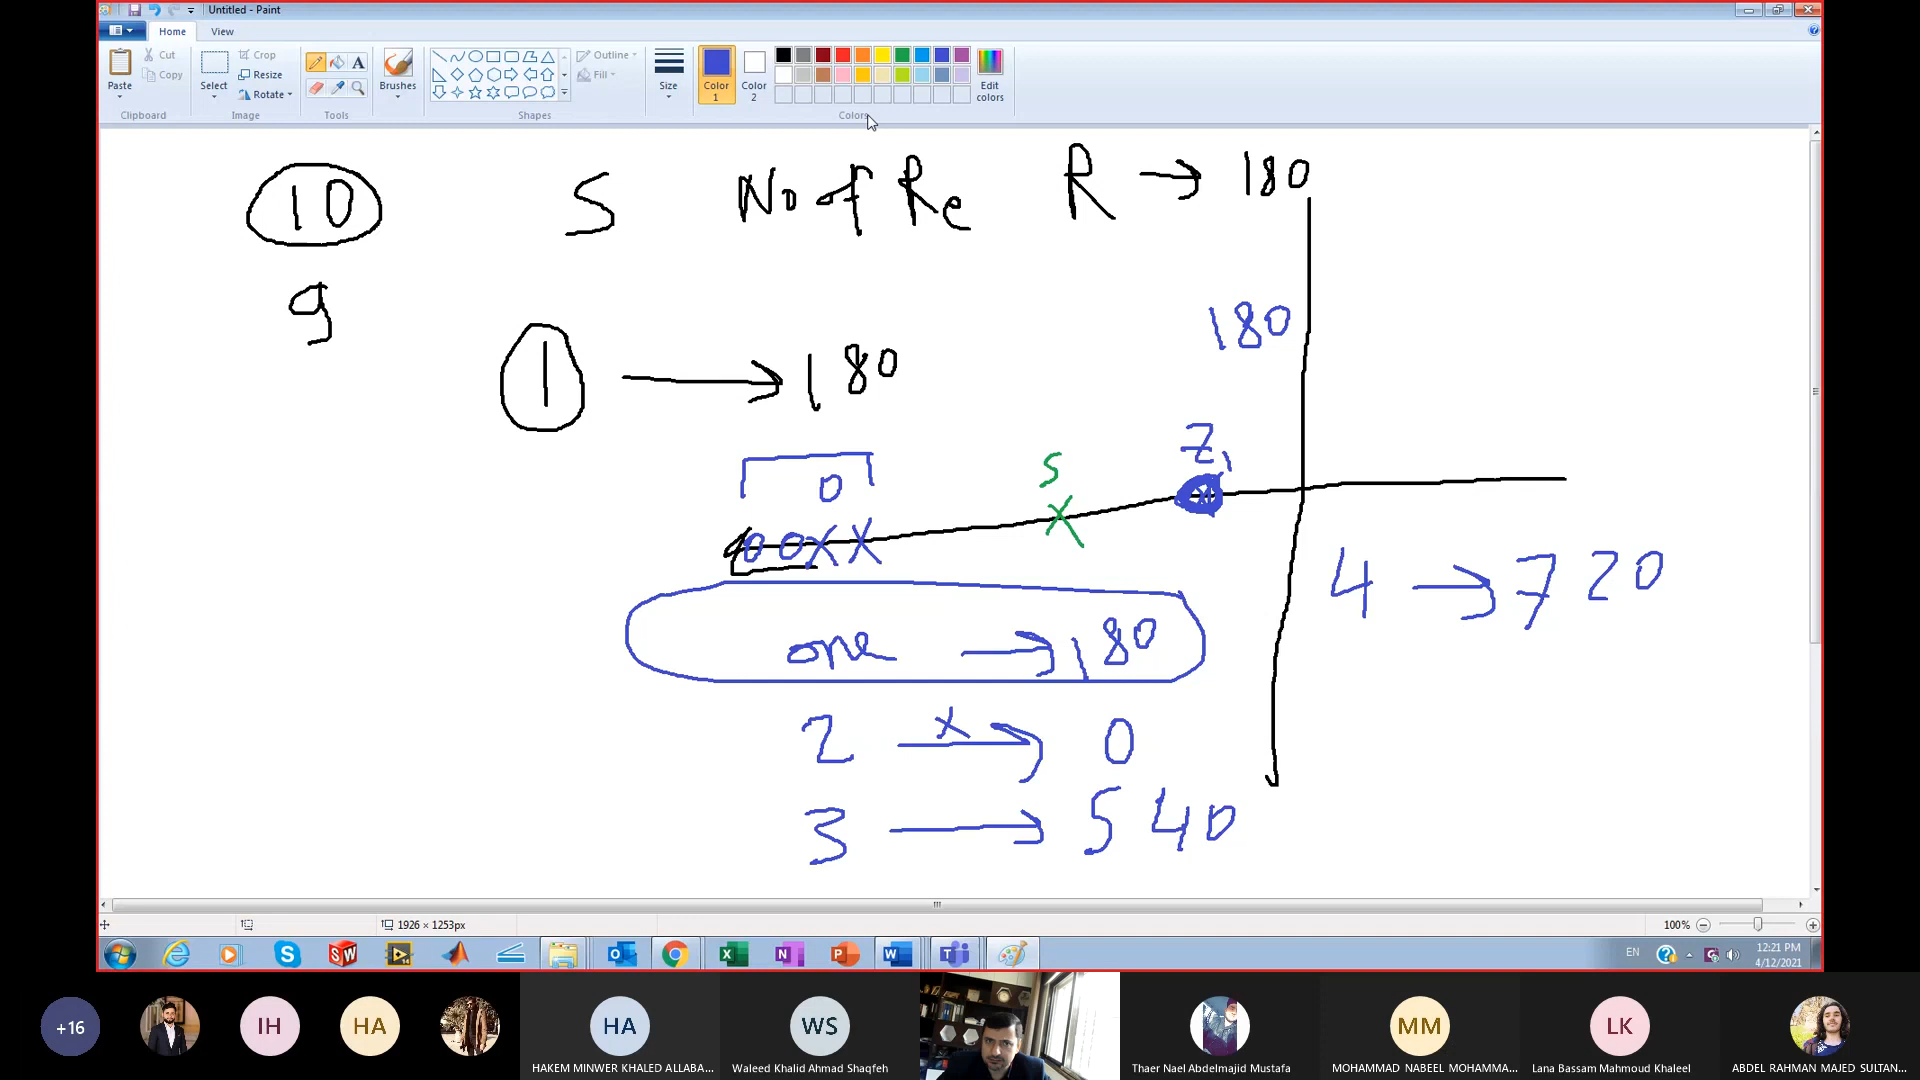 Untitled - Paint
Home View
Paste
Cut
Copy
Clipboard
Select
Crop
Resize
Rotate
Image
A
Tools
Brushes
Shapes
Outline
Fill
Size
Color 1
Color 2
Colors
Edit colors
10 S No of Re R → 180
9
180
1 → 180
Z1
S
0
00XX
X
X
4 → 720
one → 180
2 x→ 0
3 → 540
1926 × 1253px
100%
EN
12:21 PM
4/12/2021
+16
IH
HA
HA
WS
MM
LK
HAKEM MINWER KHALED ALLABA...
Waleed Khalid Ahmad Shaqfeh
Thaer Nael Abdelmajid Mustafa
MOHAMMAD NABEEL MOHAMMA...
Lana Bassam Mahmoud Khaleel
ABDEL RAHMAN MAJED SULTAN...